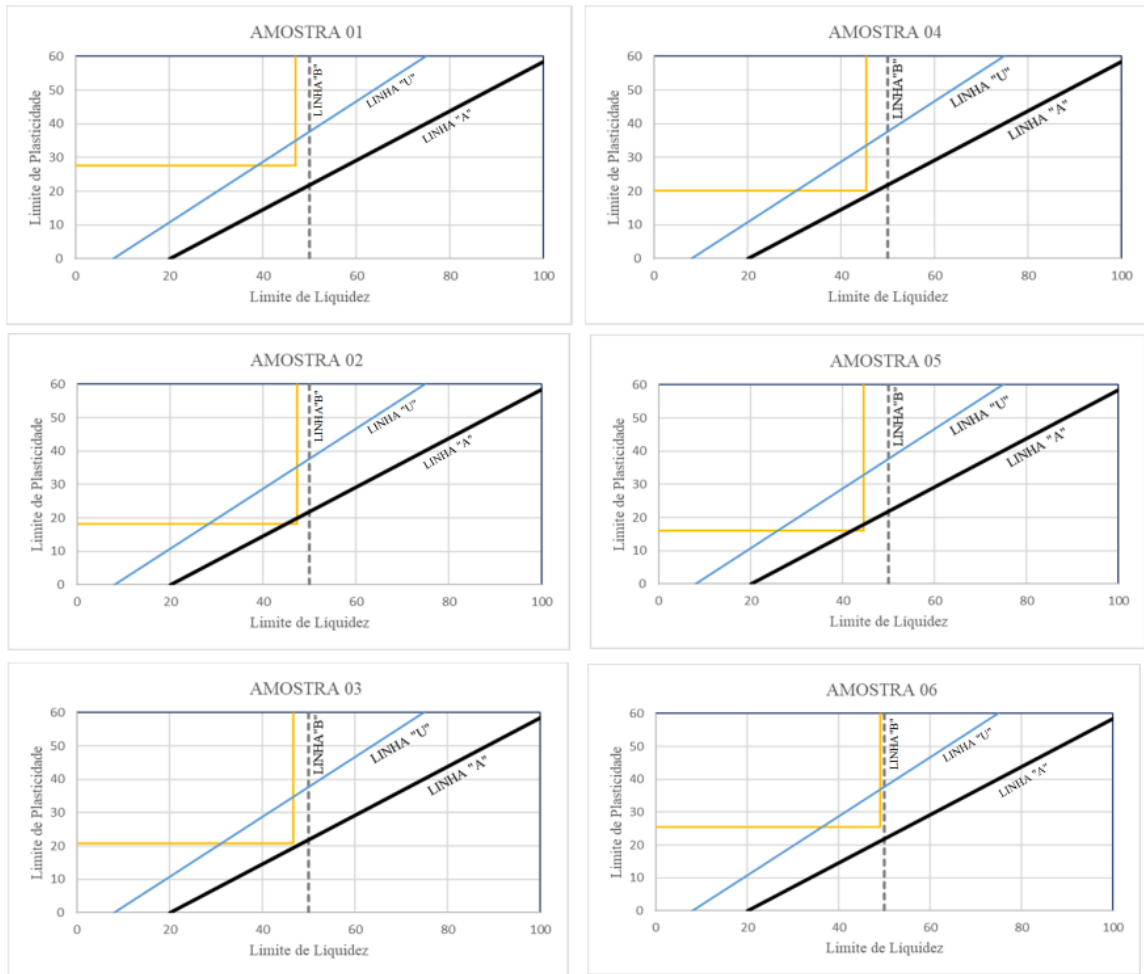 AMOSTRA 01
60
50
40
30
20
10
0
Limite de Plasticidade
LINHA"B"
LINHA "U"
LINHA "A"
0 20 40 60 80 100
Limite de Líquidez
AMOSTRA 04
60
50
40
30
20
10
0
Limite de Plasticidade
LINHA"B"
LINHA "U"
LINHA "A"
0 20 40 60 80 100
Limite de Líquidez
AMOSTRA 02
60
50
40
30
20
10
0
Limite de Plasticidade
LINHA"B"
LINHA "U"
LINHA "A"
0 20 40 60 80 100
Limite de Líquidez
AMOSTRA 05
60
50
40
30
20
10
0
Limite de Plasticidade
LINHA"B"
LINHA "U"
LINHA "A"
0 20 40 60 80 100
Limite de Líquidez
AMOSTRA 03
60
50
40
30
20
10
0
Limite de Plasticidade
LINHA"B"
LINHA "U"
LINHA "A"
0 20 40 60 80 100
Limite de Líquidez
AMOSTRA 06
60
50
40
30
20
10
0
Limite de Plasticidade
LINHA"B"
LINHA "U"
LINHA "A"
0 20 40 60 80 100
Limite de Líquidez